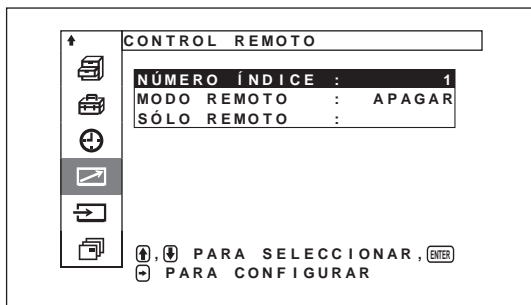 CONTROL REMOTO
NÚMERO ÍNDICE : 1
MODO REMOTO : APAGAR
SÓLO REMOTO :
, PARA SELECCIONAR, ENTER
PARA CONFIGURAR